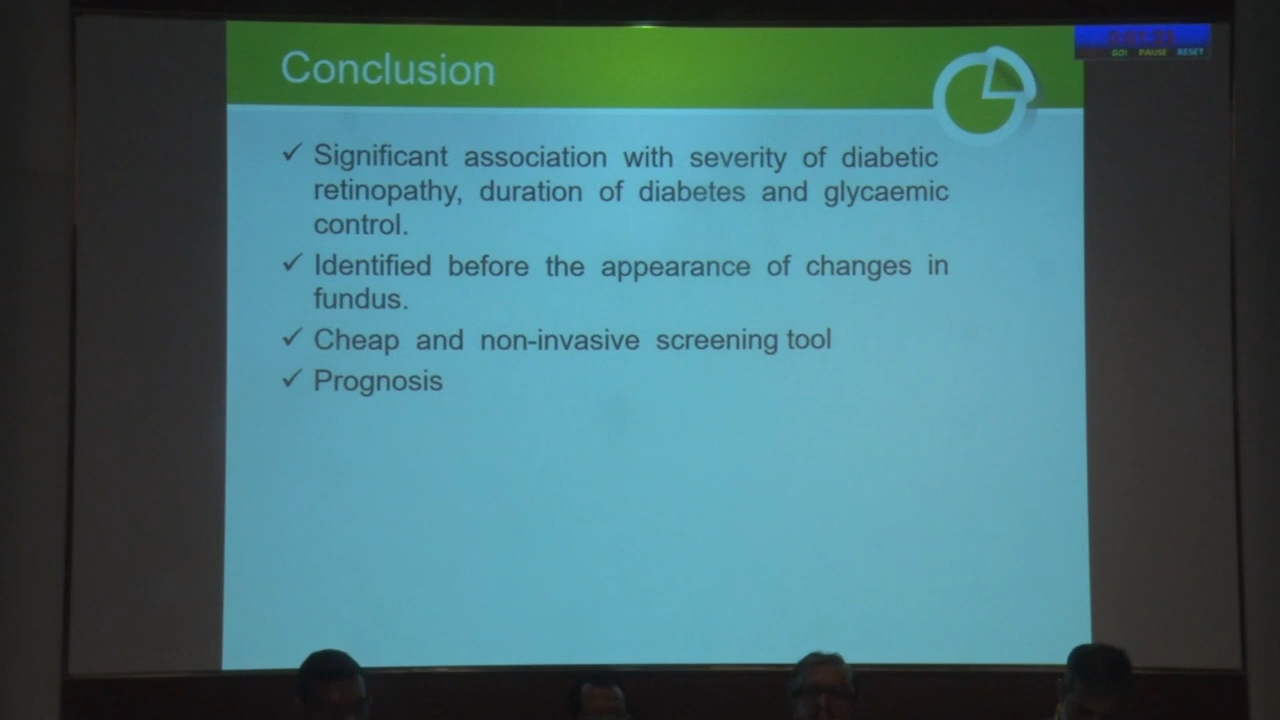 Conclusion
✓ Significant association with severity of diabetic
retinopathy, duration of diabetes and glycaemic
control.
✓ Identified before the appearance of changes in
fundus.
✓ Cheap and non-invasive screening tool
✓ Prognosis
GO! PAUSE RESET